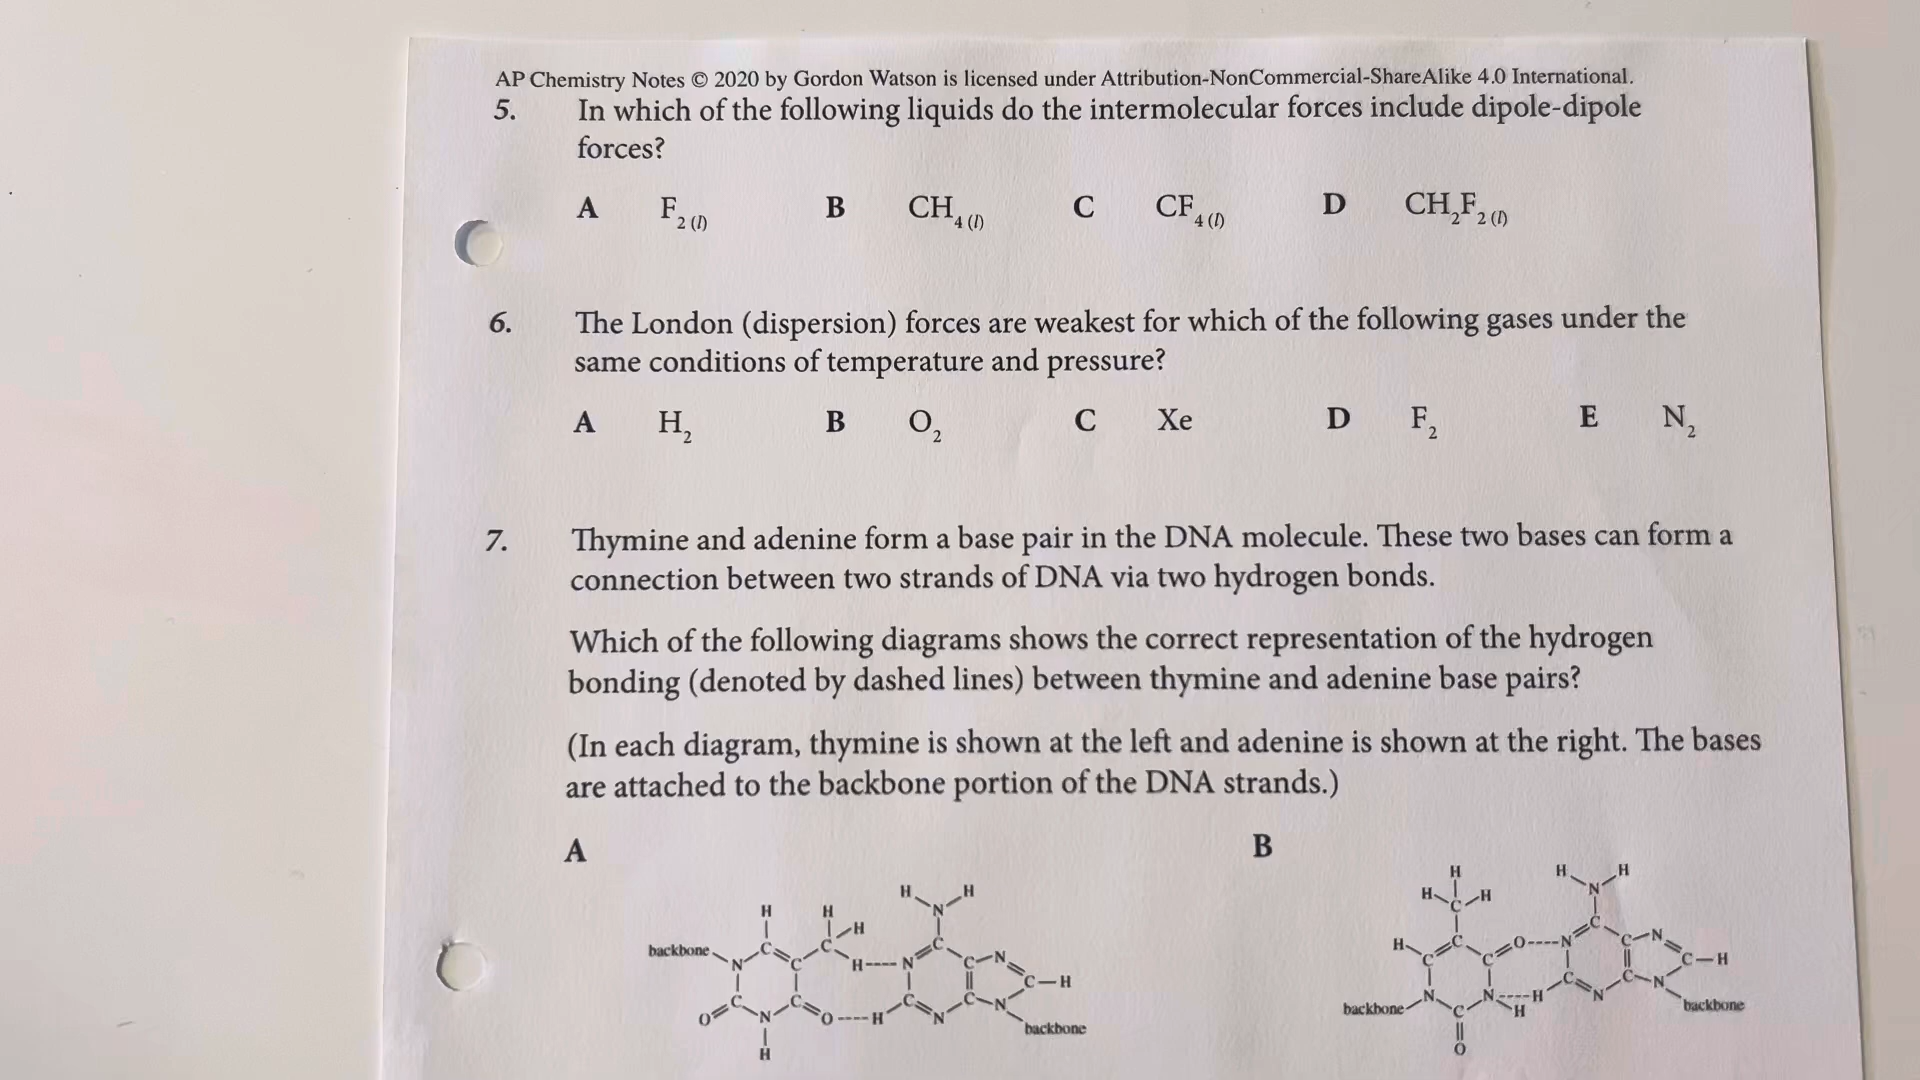 AP Chemistry Notes © 2020 by Gordon Watson is licensed under Attribution-NonCommercial-ShareAlike 4.0 International.
5. In which of the following liquids do the intermolecular forces include dipole-dipole
forces?
A F₂ (l) B CH₄ (l) C CF₄ (l) D CH₂F₂ (l)
6. The London (dispersion) forces are weakest for which of the following gases under the
same conditions of temperature and pressure?
A H₂ B O₂ C Xe D F₂ E N₂
7. Thymine and adenine form a base pair in the DNA molecule. These two bases can form a
connection between two strands of DNA via two hydrogen bonds.
Which of the following diagrams shows the correct representation of the hydrogen
bonding (denoted by dashed lines) between thymine and adenine base pairs?
(In each diagram, thymine is shown at the left and adenine is shown at the right. The bases
are attached to the backbone portion of the DNA strands.)
A B
H H
H H H N
backbone N C C C H H N C C N C H
O C N C O H C N C N backbone
H
H H H
H C H N
H C C C O N C C N C H
backbone N C N H H C N C N backbone
O